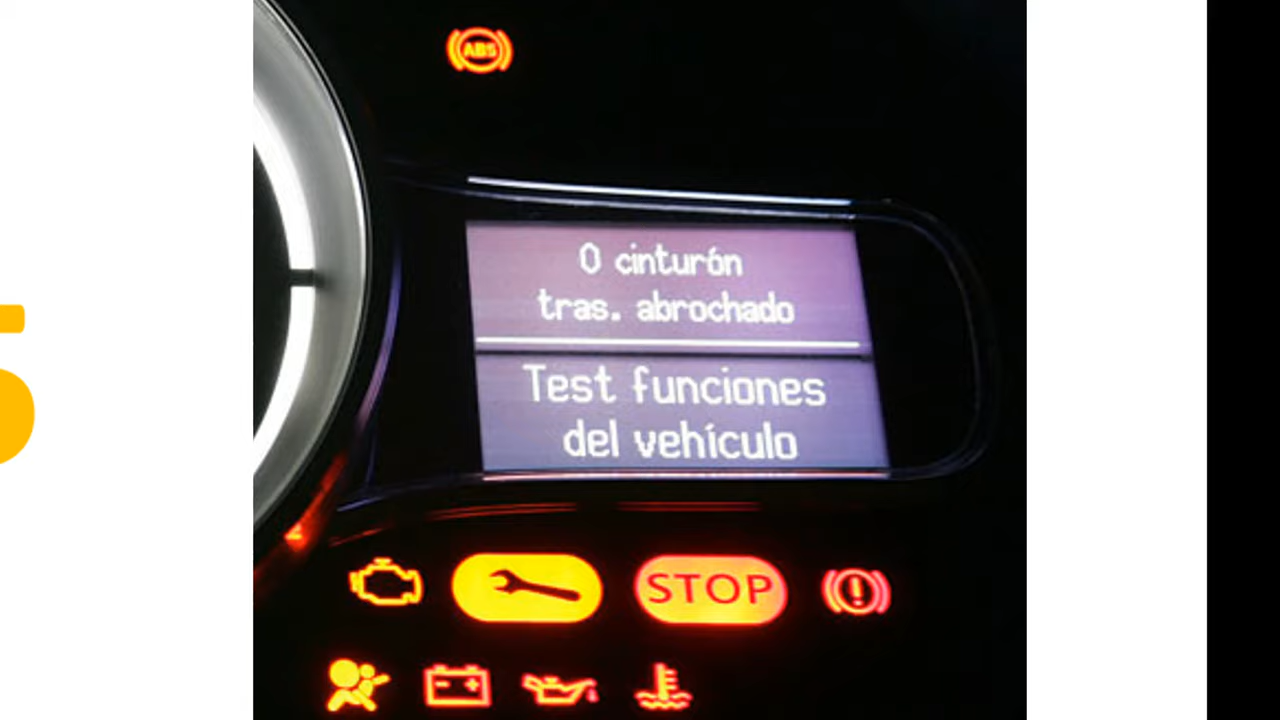 ABS
0 cinturón
tras. abrochado
Test funciones
del vehículo
STOP